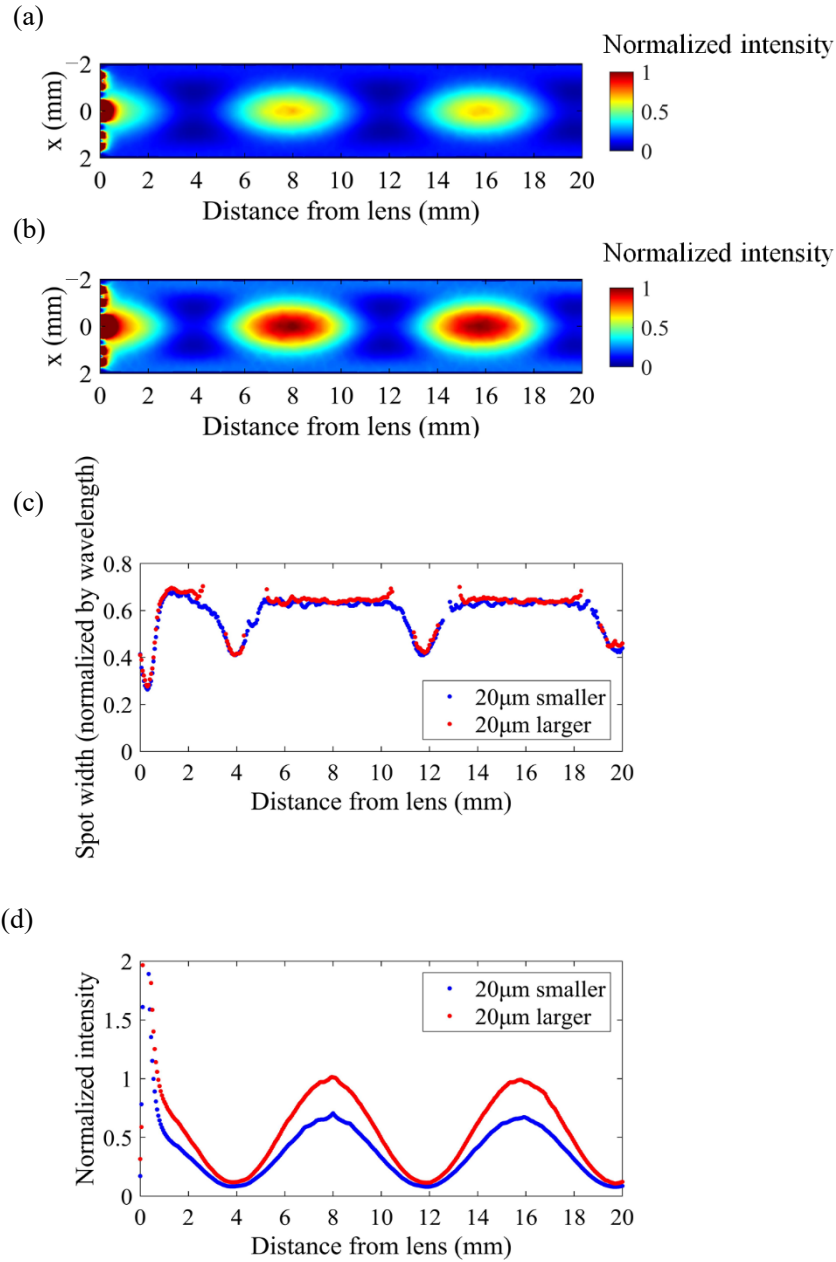 (a)
Normalized intensity
x (mm)
−2
0
2
0 2 4 6 8 10 12 14 16 18 20
Distance from lens (mm)
1
0.5
0
(b)
Normalized intensity
x (mm)
−2
0
2
0 2 4 6 8 10 12 14 16 18 20
Distance from lens (mm)
1
0.5
0
(c)
Spot width (normalized by wavelength)
0.8
0.6
0.4
0.2
0
20μm smaller
20μm larger
0 2 4 6 8 10 12 14 16 18 20
Distance from lens (mm)
(d)
Normalized intensity
2
1.5
1
0.5
0
20μm smaller
20μm larger
0 2 4 6 8 10 12 14 16 18 20
Distance from lens (mm)